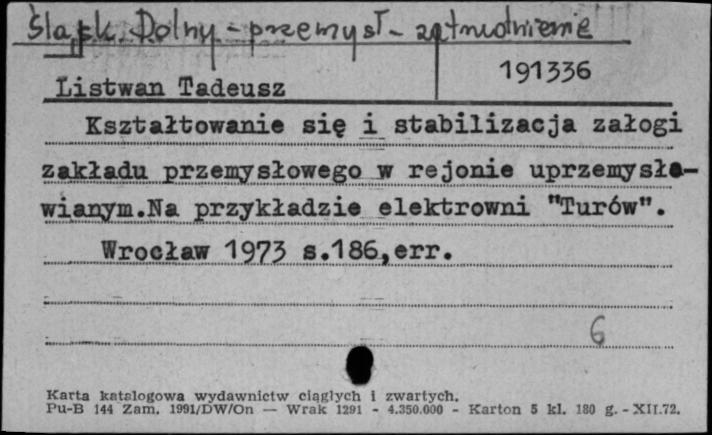 Śląsk Dolny - przemysł - zatrudnienie
191336
Listwan Tadeusz
Kształtowanie się i stabilizacja załogi
zakładu przemysłowego w rejonie uprzemysła-
wianym.Na przykładzie elektrowni "Turów".
Wrocław 1973 s.186,err.
6
Karta katalogowa wydawnictw ciągłych i zwartych.
Pu-B 144 Zam. 1991/DW/On — Wrak 1291 - 4.350.000 - Karton 5 kl. 180 g. - XII.72.